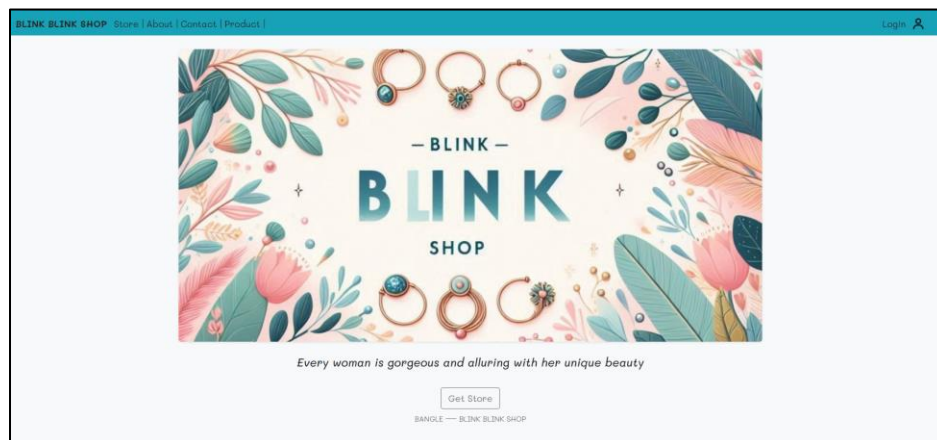 BLINK BLINK SHOP Store | About | Contact | Product | Login
– BLINK –
BLINK
SHOP
Every woman is gorgeous and alluring with her unique beauty
Get Store
BANGLE — BLINK BLINK SHOP